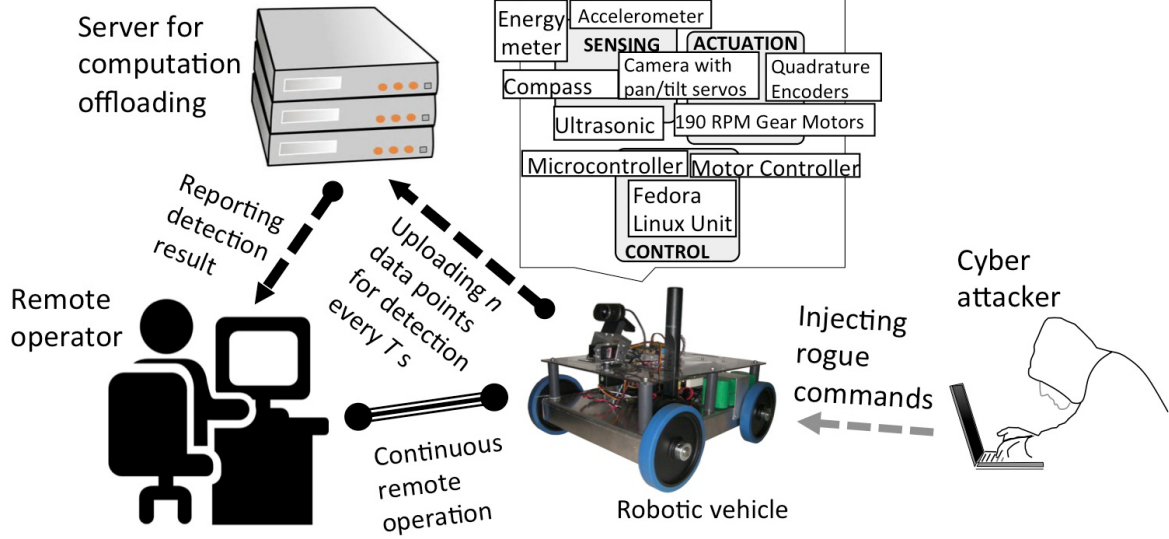 Server for
computation
offloading
Energy
meter
Accelerometer
SENSING
ACTUATION
Compass
Camera with
pan/tilt servos
Quadrature
Encoders
Ultrasonic
190 RPM Gear Motors
Microcontroller
Motor Controller
Fedora
Linux Unit
CONTROL
Reporting
detection
result
Uploading n
data points
for detection
every T s
Remote
operator
Continuous
remote
operation
Robotic vehicle
Injecting
rogue
commands
Cyber
attacker